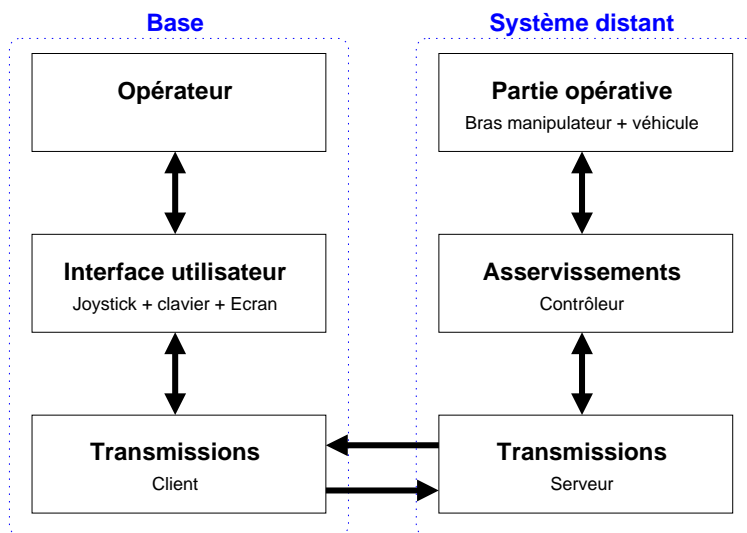 Base
Opérateur
Interface utilisateur
Joystick + clavier + Ecran
Transmissions
Client
Système distant
Partie opérative
Bras manipulateur + véhicule
Asservissements
Contrôleur
Transmissions
Serveur